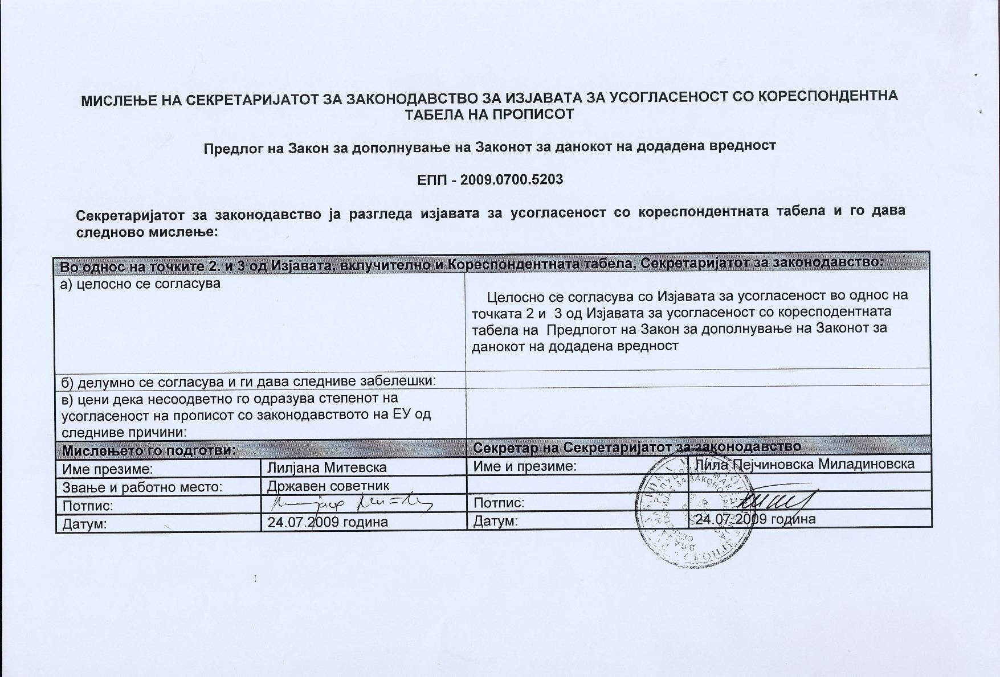 МИСЛЕЊЕ НА СЕКРЕТАРИЈАТОТ ЗА ЗАКОНОДАВСТВО ЗА ИЗЈАВАТА ЗА УСОГЛАСЕНОСТ СО КОРЕСПОНДЕНТНА
ТАБЕЛА НА ПРОПИСОТ
Предлог на Закон за дополнување на Законот за данокот на додадена вредност
ЕПП - 2009.0700.5203
Секретаријатот за законодавство ја разгледа изјавата за усогласеност со кореспондентната табела и го дава
следново мислење:
Во однос на точките 2. и 3 од Изјавата, вклучително и Кореспондентната табела, Секретаријатот за законодавство:
а) целосно се согласува
Целосно се согласува со Изјавата за усогласеност во однос на
точката 2 и 3 од Изјавата за усогласеност со коресподентната
табела на Предлогот на Закон за дополнување на Законот за
данокот на додадена вредност
б) делумно се согласува и ги дава следниве забелешки:
в) цени дека несоодветно го одразува степенот на
усогласеност на прописот со законодавството на ЕУ од
следниве причини:
Мислењето го подготви:
Секретар на Секретаријатот за законодавство
Име презиме:
Лилјана Митевска
Име и презиме:
Лила Пејчиновска Миладиновска
Звање и работно место:
Државен советник
Потпис:
Потпис:
Датум:
24.07.2009 година
Датум:
24.07.2009 година